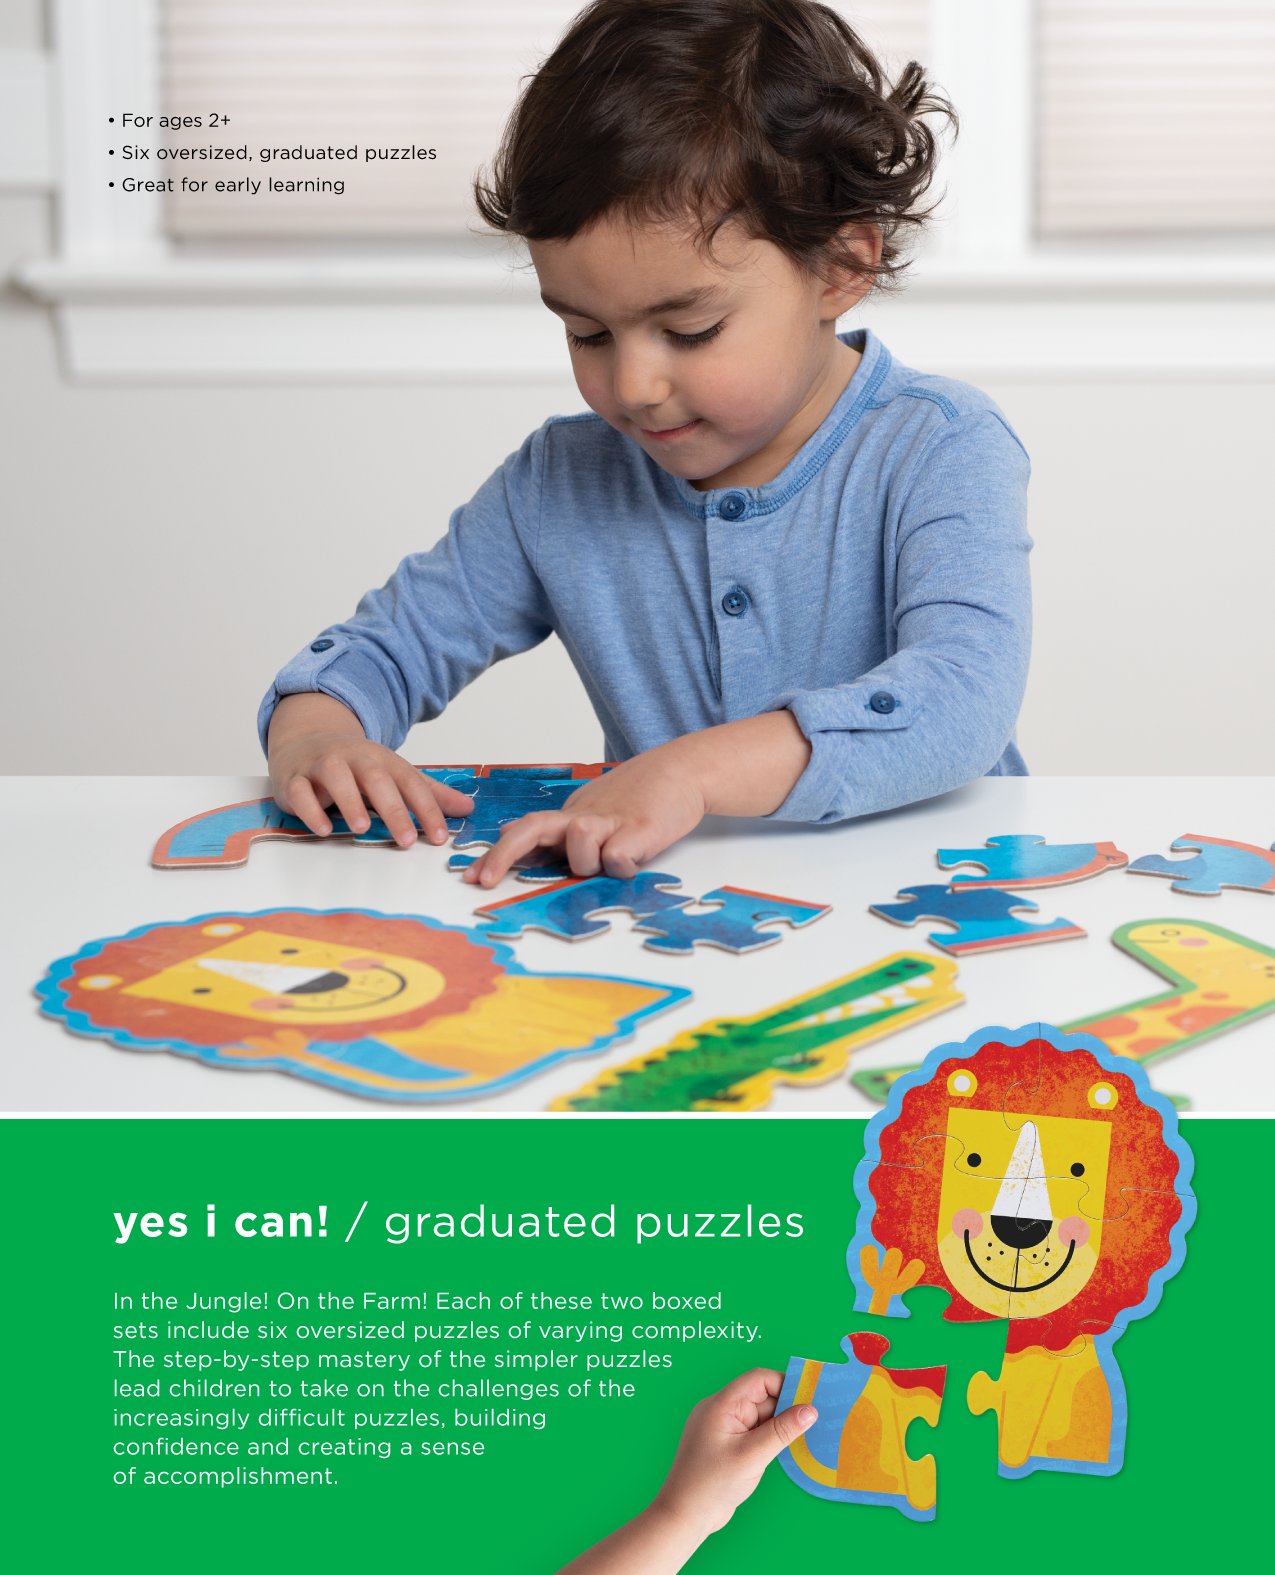 • For ages 2+
• Six oversized, graduated puzzles
• Great for early learning
yes i can! / graduated puzzles
In the Jungle! On the Farm! Each of these two boxed
sets include six oversized puzzles of varying complexity.
The step-by-step mastery of the simpler puzzles
lead children to take on the challenges of the
increasingly difficult puzzles, building
confidence and creating a sense
of accomplishment.